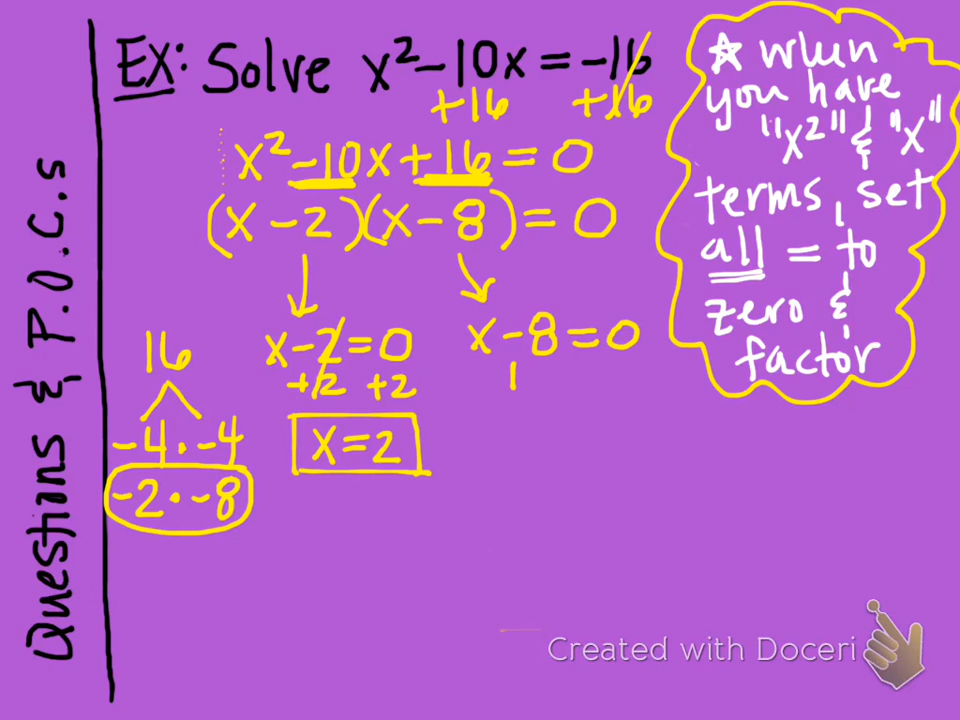 Questions & P.O.C.s
EX: Solve x² - 10x = -16
+16 +16
x² - 10x + 16 = 0
(x - 2)(x - 8) = 0
x - 2 = 0
+2 +2
x = 2
x - 8 = 0
16
-4 · -4
-2 · -8
☆ when
you have
"x²" & "x"
terms, set
all = to
zero &
factor
Created with Doceri